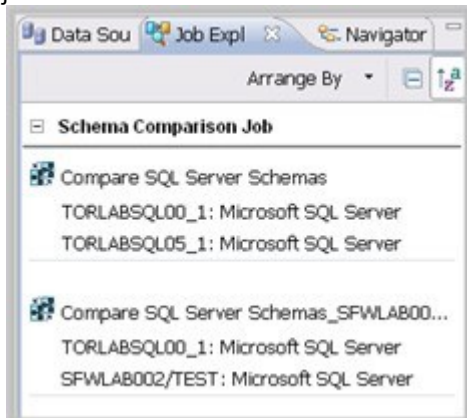 j
Data Sou Job Expl Navigator
Arrange By
Schema Comparison Job
Compare SQL Server Schemas
TORLABSQL00_1: Microsoft SQL Server
TORLABSQL05_1: Microsoft SQL Server
Compare SQL Server Schemas_SFWLAB00...
TORLABSQL00_1: Microsoft SQL Server
SFWLAB002/TEST: Microsoft SQL Server